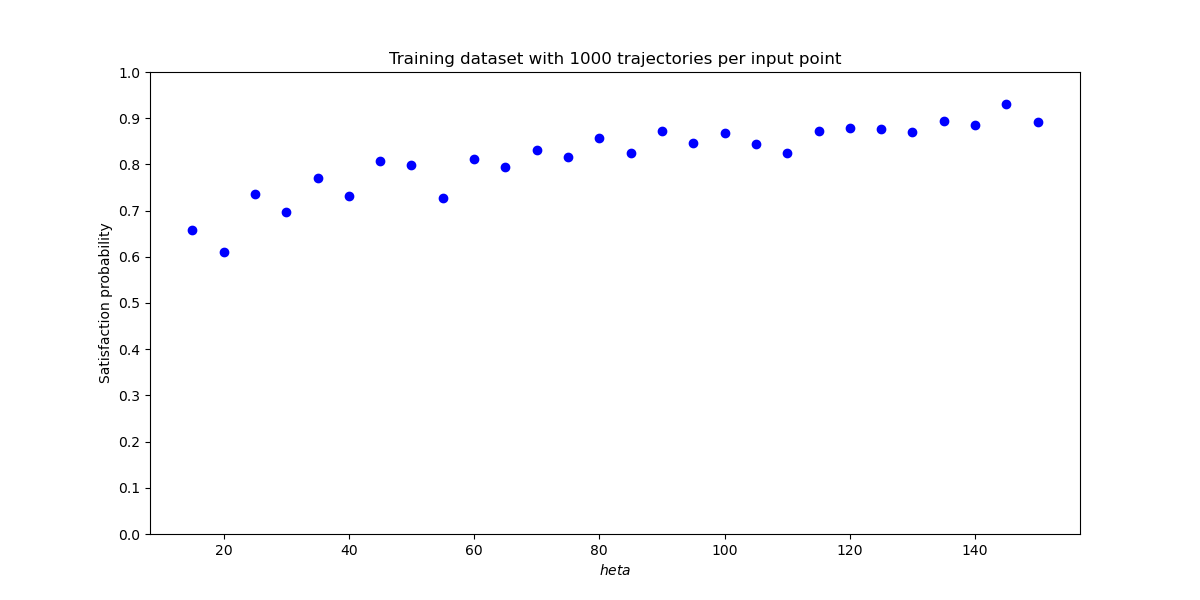 Training dataset with 1000 trajectories per input point
1.0
0.9
0.8
0.7
0.6
0.5
0.4
0.3
0.2
0.1
0.0
Satisfaction probability
20 40 60 80 100 120 140
heta